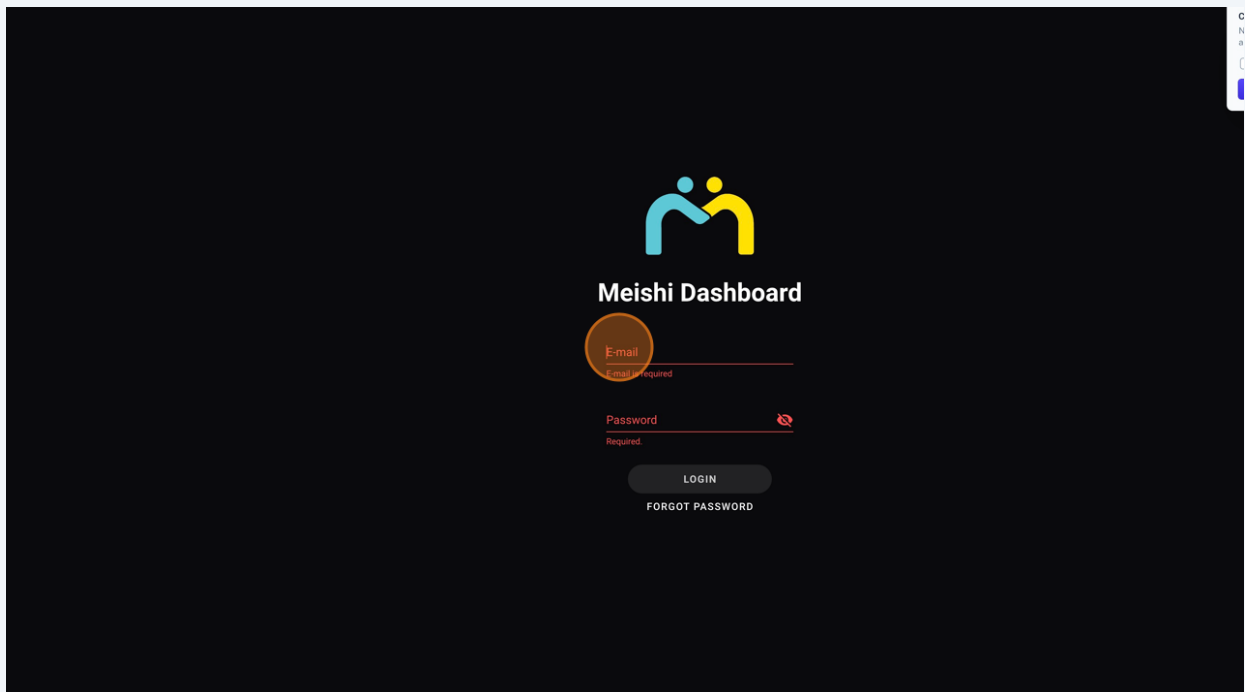 Meishi Dashboard
E-mail
E-mail is required
Password
Required.
LOGIN
FORGOT PASSWORD